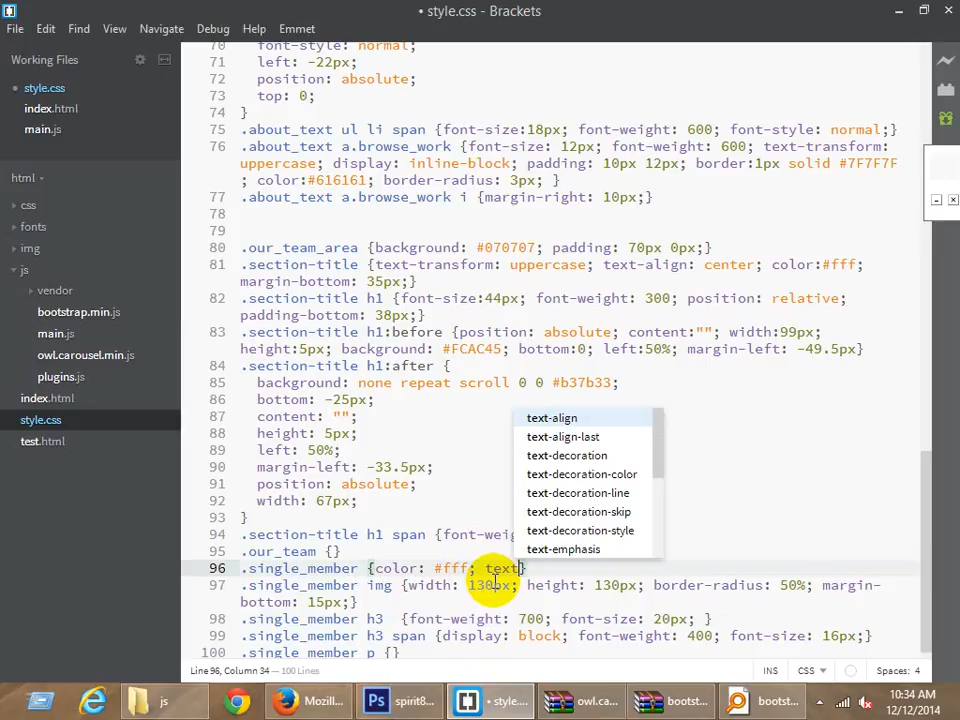 • style.css - Brackets
File Edit Find View Navigate Debug Help Emmet
Working Files
style.css
index.html
main.js
html
css
fonts
img
js
vendor
bootstrap.min.js
main.js
owl.carousel.min.js
plugins.js
index.html
style.css
test.html
70 font-style: normal;
71 left: -22px;
72 position: absolute;
73 top: 0;
74 }
75 .about_text ul li span {font-size:18px; font-weight: 600; font-style: normal;}
76 .about_text a.browse_work {font-size: 12px; font-weight: 600; text-transform:
uppercase; display: inline-block; padding: 10px 12px; border:1px solid #7F7F7F
; color:#616161; border-radius: 3px; }
77 .about_text a.browse_work i {margin-right: 10px;}
78
79
80 .our_team_area {background: #070707; padding: 70px 0px;}
81 .section-title {text-transform: uppercase; text-align: center; color:#fff;
margin-bottom: 35px;}
82 .section-title h1 {font-size:44px; font-weight: 300; position: relative;
padding-bottom: 38px;}
83 .section-title h1:before {position: absolute; content:""; width:99px;
height:5px; background: #FCAC45; bottom:0; left:50%; margin-left: -49.5px}
84 .section-title h1:after {
85 background: none repeat scroll 0 0 #b37b33;
86 bottom: -25px;
87 content: "";
88 height: 5px;
89 left: 50%;
90 margin-left: -33.5px;
91 position: absolute;
92 width: 67px;
93 }
94 .section-title h1 span {font-weig
95 .our_team {}
96 .single_member {color: #fff; text}
97 .single_member img {width: 130px; height: 130px; border-radius: 50%; margin-
bottom: 15px;}
98 .single_member h3 {font-weight: 700; font-size: 20px; }
99 .single_member h3 span {display: block; font-weight: 400; font-size: 16px;}
100 .single_member p {}
text-align
text-align-last
text-decoration
text-decoration-color
text-decoration-line
text-decoration-skip
text-decoration-style
text-emphasis
Line 96, Column 34 — 100 Lines
INS CSS Spaces: 4
js Mozill... spirit8... • style.... owl.ca... bootst... bootst...
10:34 AM
12/12/2014